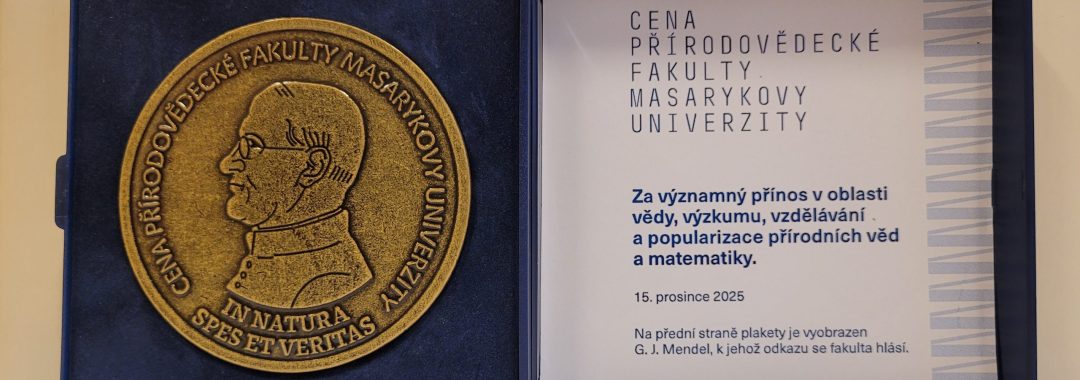 CENA PŘÍRODOVĚDECKÉ FAKULTY MASARYKOVY UNIVERZITY
IN NATURA
SPES ET VERITAS
CENA
PŘÍRODOVĚDECKÉ
FAKULTY
MASARYKOVY
UNIVERZITY
Za významný přínos v oblasti
vědy, výzkumu, vzdělávání
a popularizace přírodních věd
a matematiky.
15. prosince 2025
Na přední straně plakety je vyobrazen
G. J. Mendel, k jehož odkazu se fakulta hlásí.